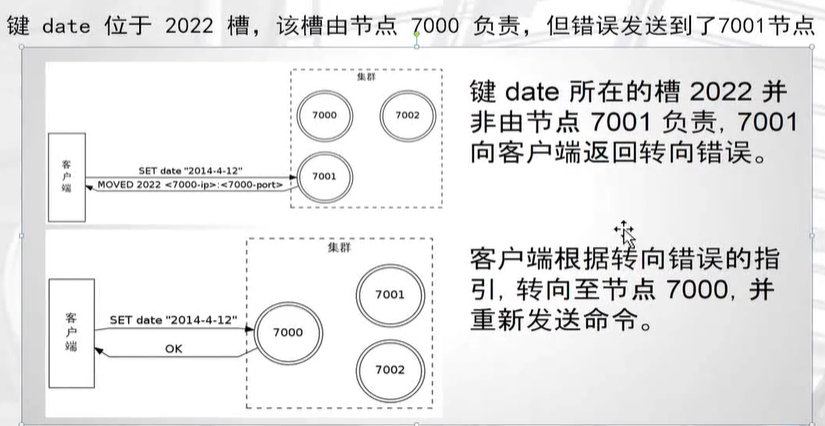 键 date 位于 2022 槽，该槽由节点 7000 负责，但错误发送到了7001节点
集群
7000
7002
客户端
SET date "2014-4-12"
MOVED 2022 <7000-ip>:<7000-port>
7001
键 date 所在的槽 2022 并
非由节点 7001 负责, 7001
向客户端返回转向错误。
集群
7001
客户端
SET date "2014-4-12"
7000
OK
7002
客户端根据转向错误的指
引, 转向至节点 7000, 并
重新发送命令。